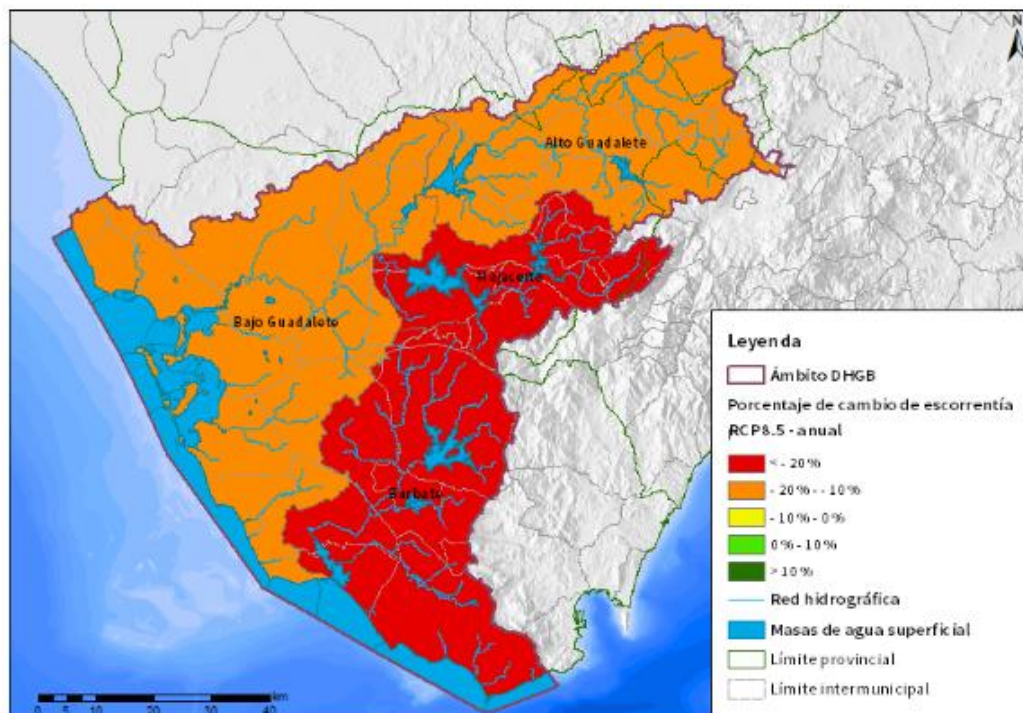 N
Alto Guadalete
Majaceite
Bajo Guadalete
Barbate
Leyenda
Ámbito DHGB
Porcentaje de cambio de escorrentía
RCP8.5 - anual
< - 20%
- 20% - - 10%
- 10% - 0%
0% - 10%
> 10%
Red hidrográfica
Masas de agua superficial
Límite provincial
Límite intermunicipal
km
0 5 10 20 30 40